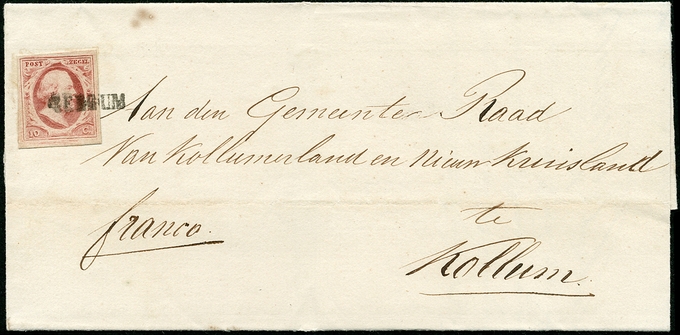 POST ZEGEL
10 C
Aan den Gemeente Raad
Van Kollumerland en Nieuw Kruisland
franco.
te
Kollum.